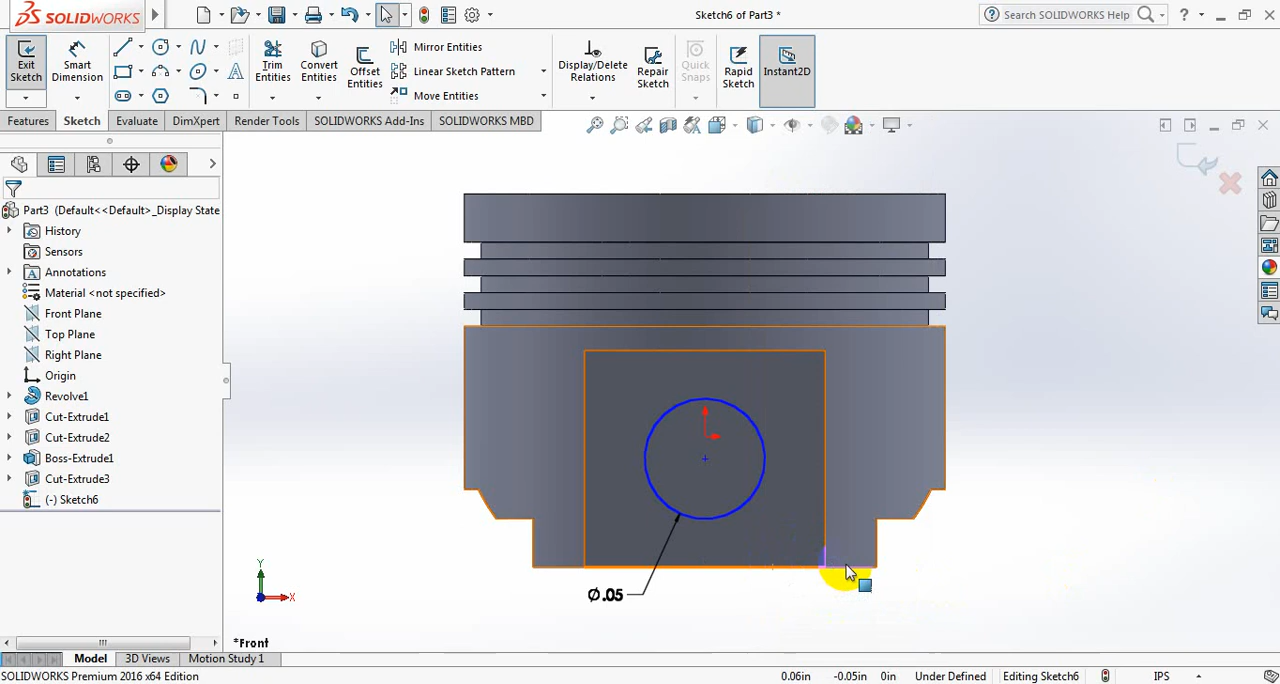 SOLIDWORKS
Sketch6 of Part3 *
Search SOLIDWORKS Help
?
Exit Sketch
Smart Dimension
Trim Entities
Convert Entities
Offset Entities
Mirror Entities
Linear Sketch Pattern
Move Entities
Display/Delete Relations
Repair Sketch
Quick Snaps
Rapid Sketch
Instant2D
Features
Sketch
Evaluate
DimXpert
Render Tools
SOLIDWORKS Add-Ins
SOLIDWORKS MBD
Part3 (Default<<Default>_Display State
History
Sensors
Annotations
Material <not specified>
Front Plane
Top Plane
Right Plane
Origin
Revolve1
Cut-Extrude1
Cut-Extrude2
Boss-Extrude1
Cut-Extrude3
(-) Sketch6
Ø.05
Y
X
*Front
Model
3D Views
Motion Study 1
SOLIDWORKS Premium 2016 x64 Edition
0.06in
-0.05in
0in
Under Defined
Editing Sketch6
IPS